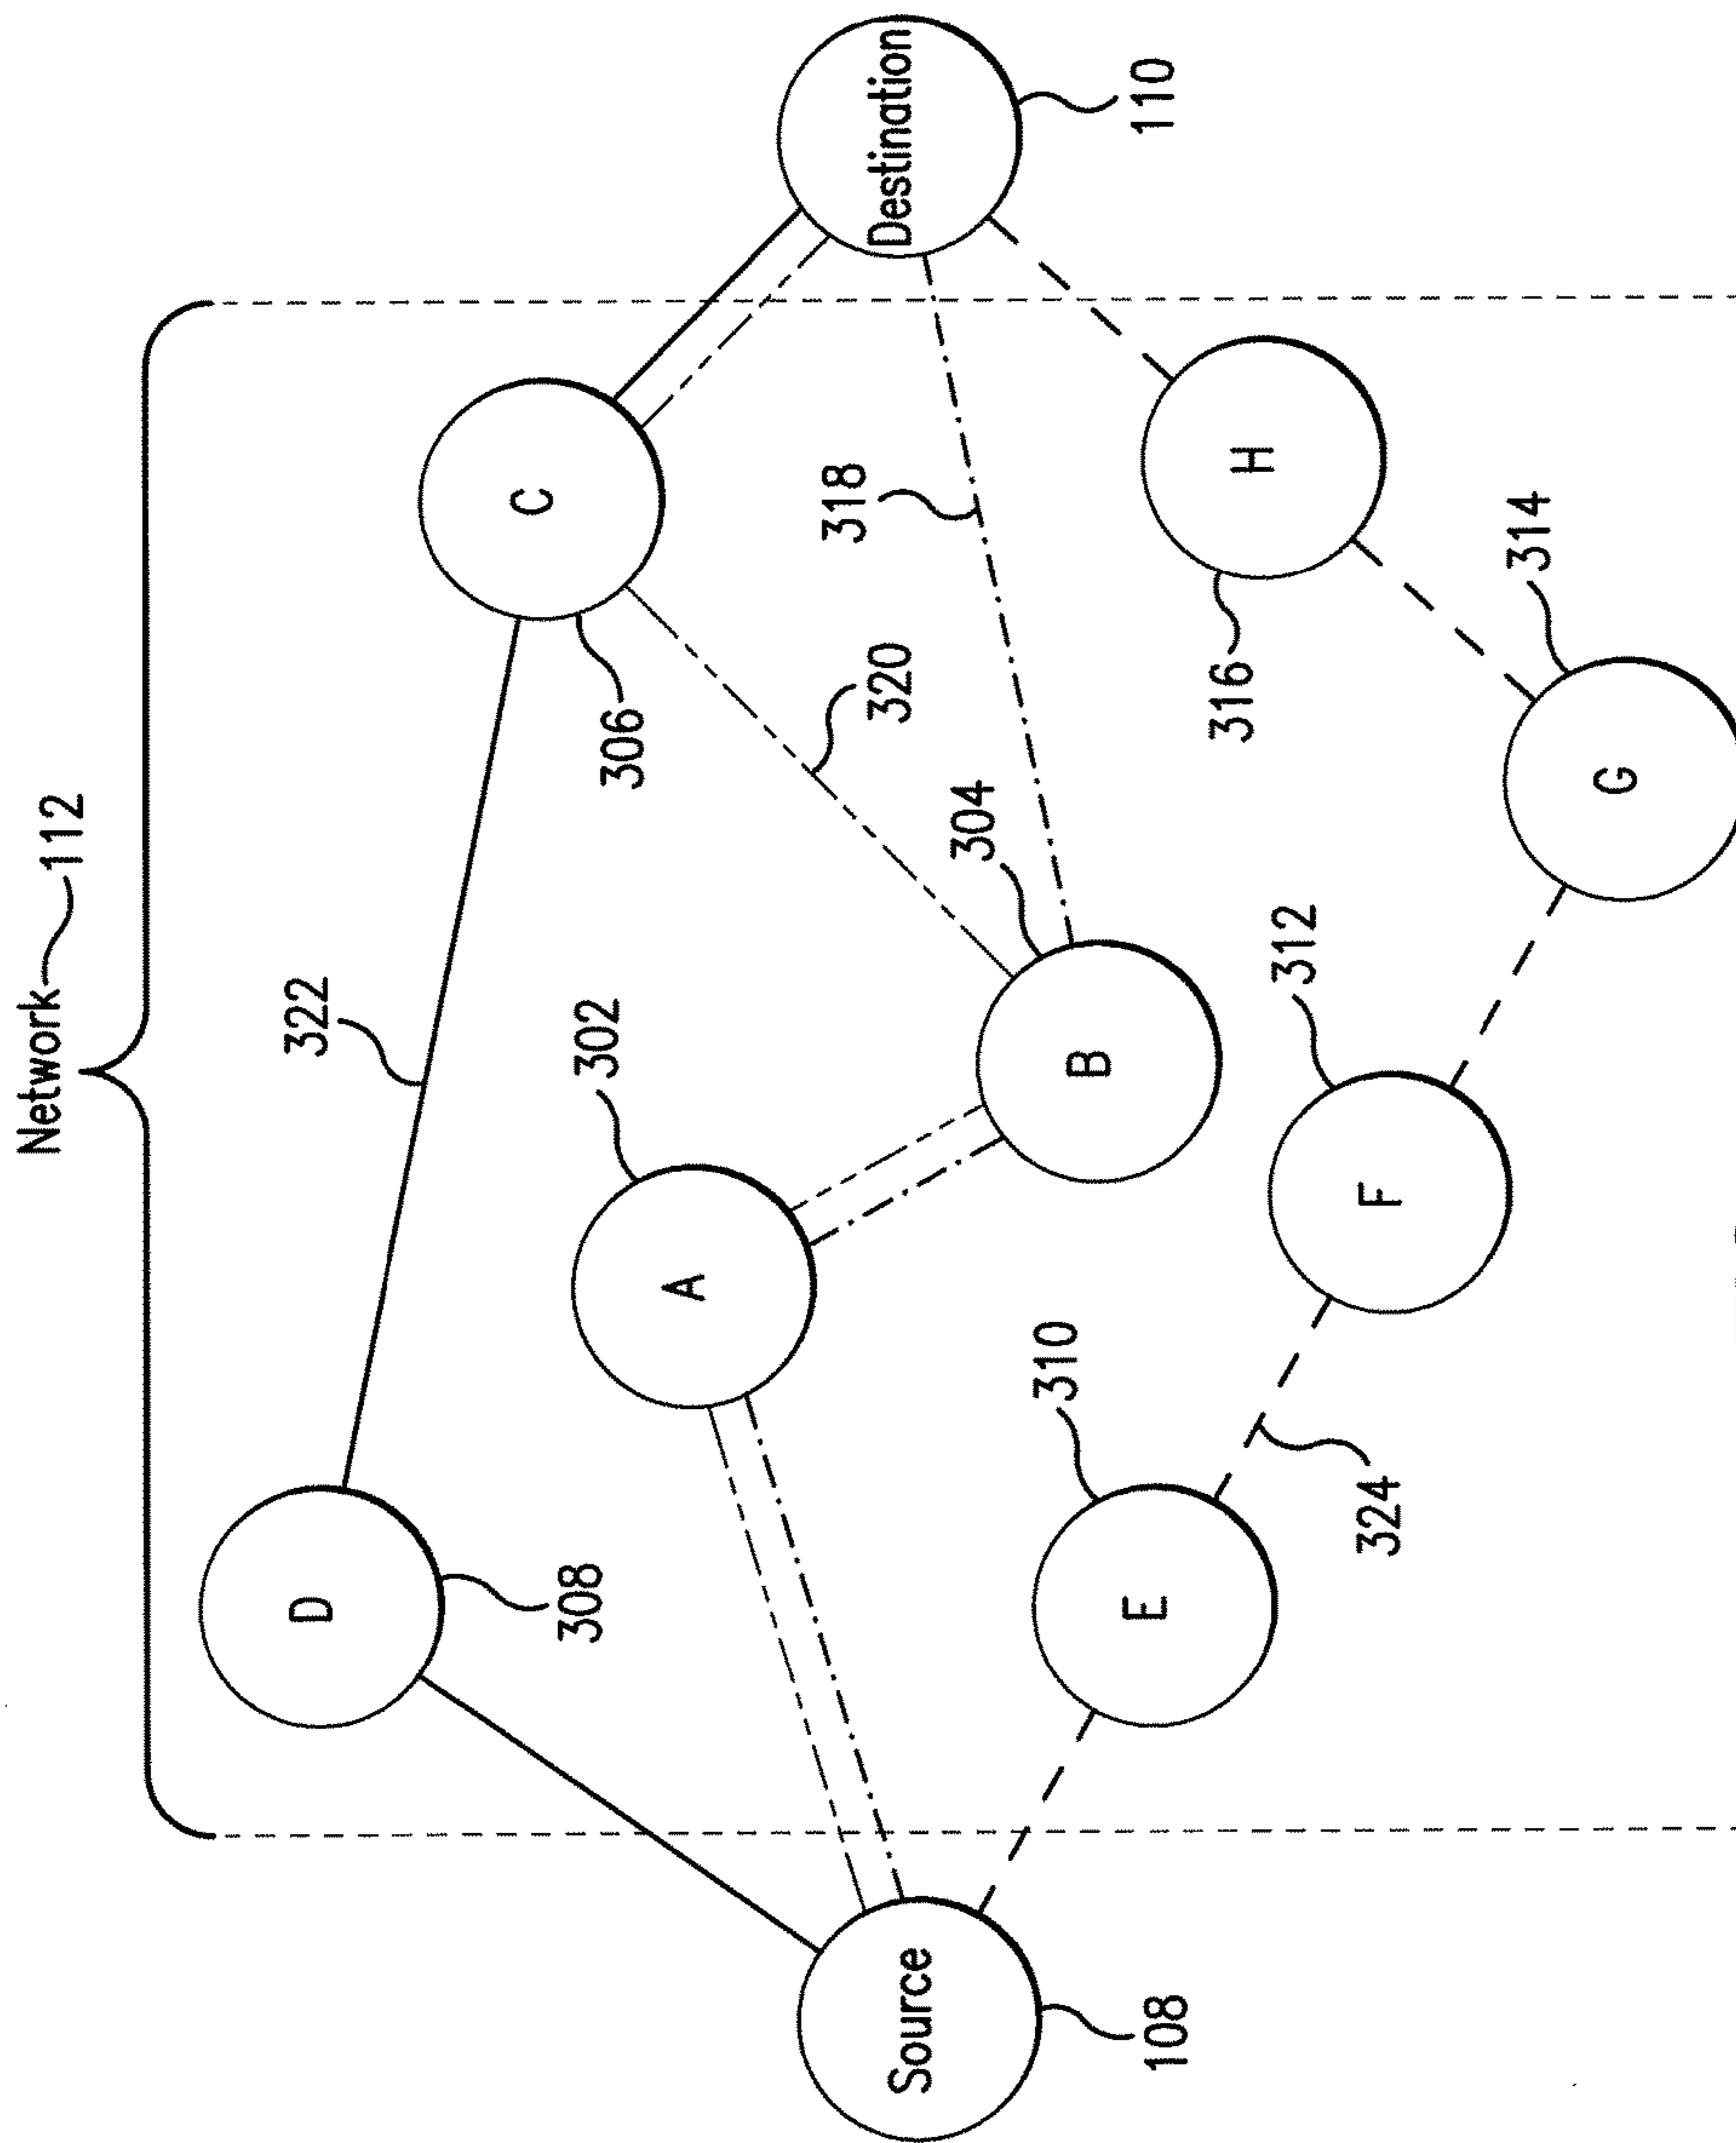 Network 112
322
D
308
C
306
302
A
320
318
304
B
Source
108
Destination
110
310
E
324
312
F
316
H
314
G